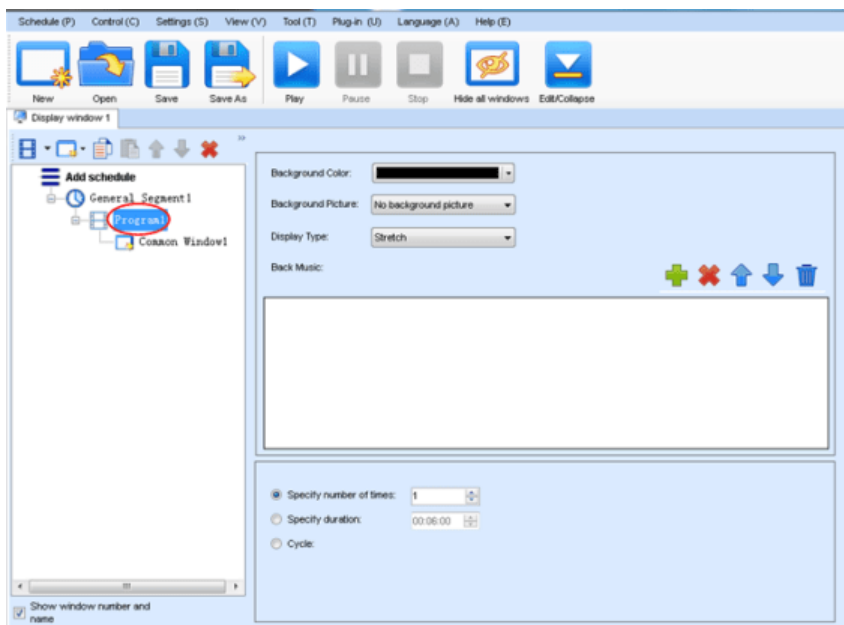 Schedule (P) Control (C) Settings (S) View (V) Tool (T) Plug-in (U) Language (A) Help (E)
New Open Save Save As Play Pause Stop Hide all windows Edit/Collapse
Display window 1
Add schedule
General Segment1
Program1
Common Window1
Show window number and
name
Background Color:
Background Picture: No background picture
Display Type: Stretch
Back Music:
Specify number of times: 1
Specify duration: 00:06:00
Cycle: